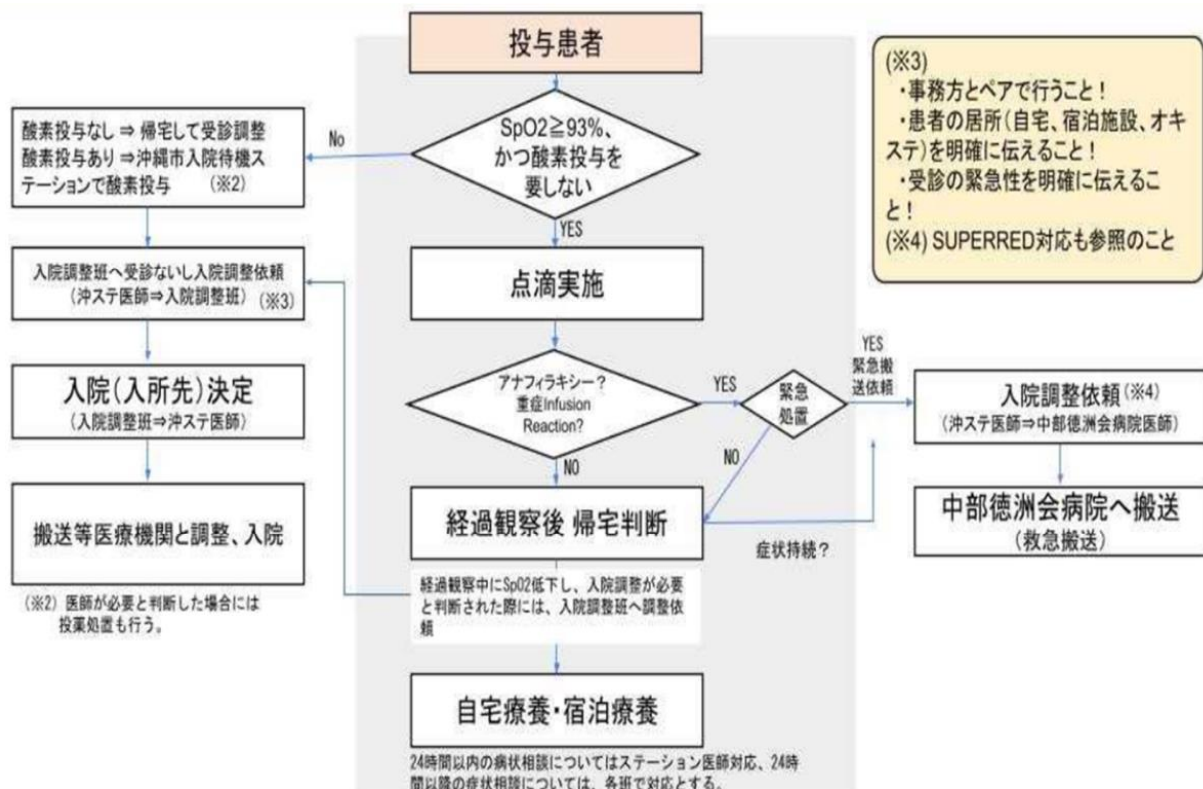 投与患者
SpO2≧93%、
かつ酸素投与を
要しない
No
YES
酸素投与なし ⇒ 帰宅して受診調整
酸素投与あり ⇒沖縄市入院待機ス
テーションで酸素投与 (※2)
入院調整班へ受診ないし入院調整依頼
(沖ステ医師⇒入院調整班) (※3)
入院(入所先)決定
(入院調整班⇒沖ステ医師)
搬送等医療機関と調整、入院
(※2) 医師が必要と判断した場合には
投薬処置も行う。
点滴実施
アナフィラキシー?
重症Infusion
Reaction?
YES
NO
緊急
処置
NO
YES
緊急搬
送依頼
経過観察後 帰宅判断
症状持続?
経過観察中にSpO2低下し、入院調整が必要
と判断された際には、入院調整班へ調整依
頼
自宅療養・宿泊療養
24時間以内の病状相談についてはステーション医師対応、24時
間以降の症状相談については、各班で対応とする。
(※3)
・事務方とペアで行うこと!
・患者の居所(自宅、宿泊施設、オキ
ステ)を明確に伝えること!
・受診の緊急性を明確に伝えるこ
と!
(※4) SUPERRED対応も参照のこと
入院調整依頼(※4)
(沖ステ医師⇒中部徳洲会病院医師)
中部徳洲会病院へ搬送
(救急搬送)